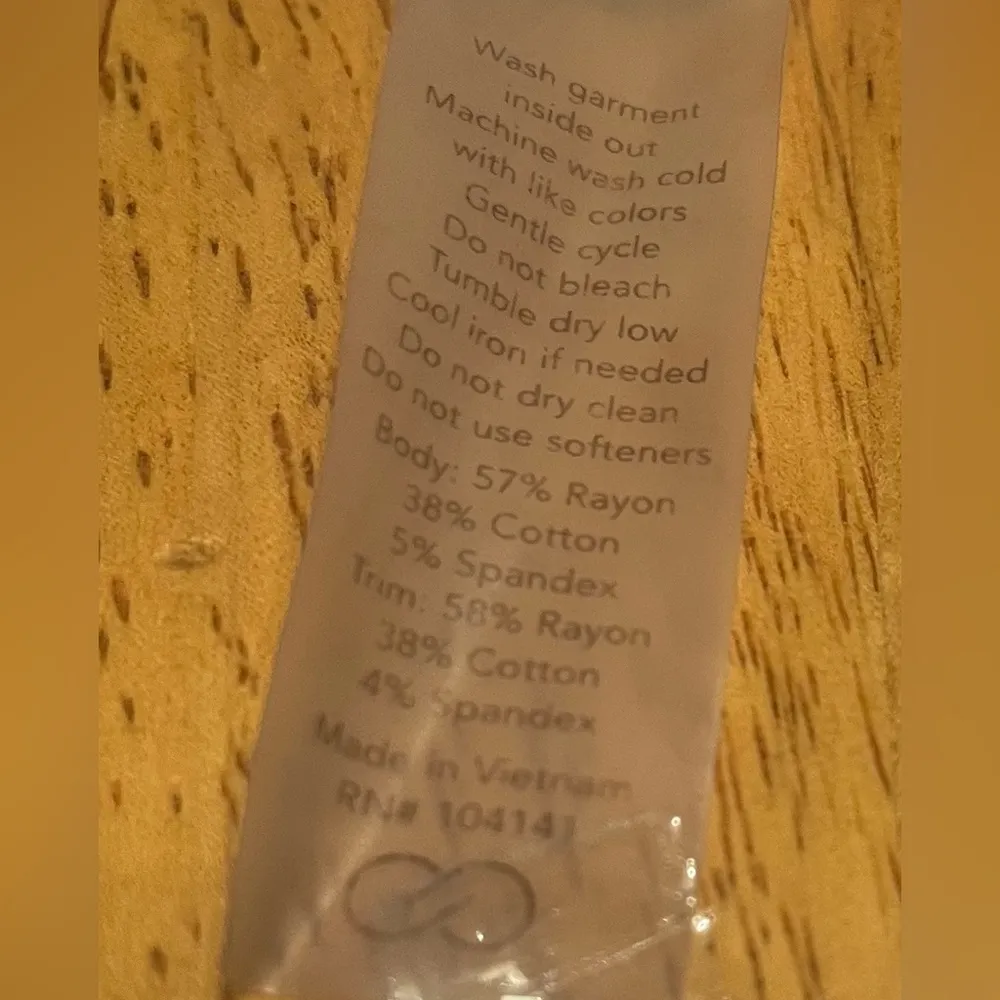 Wash garment
inside out
Machine wash cold
with like colors
Gentle cycle
Do not bleach
Tumble dry low
Cool iron if needed
Do not dry clean
Do not use softeners
Body: 57% Rayon
38% Cotton
5% Spandex
Trim: 58% Rayon
38% Cotton
4% Spandex
Made in Vietnam
RN# 104141